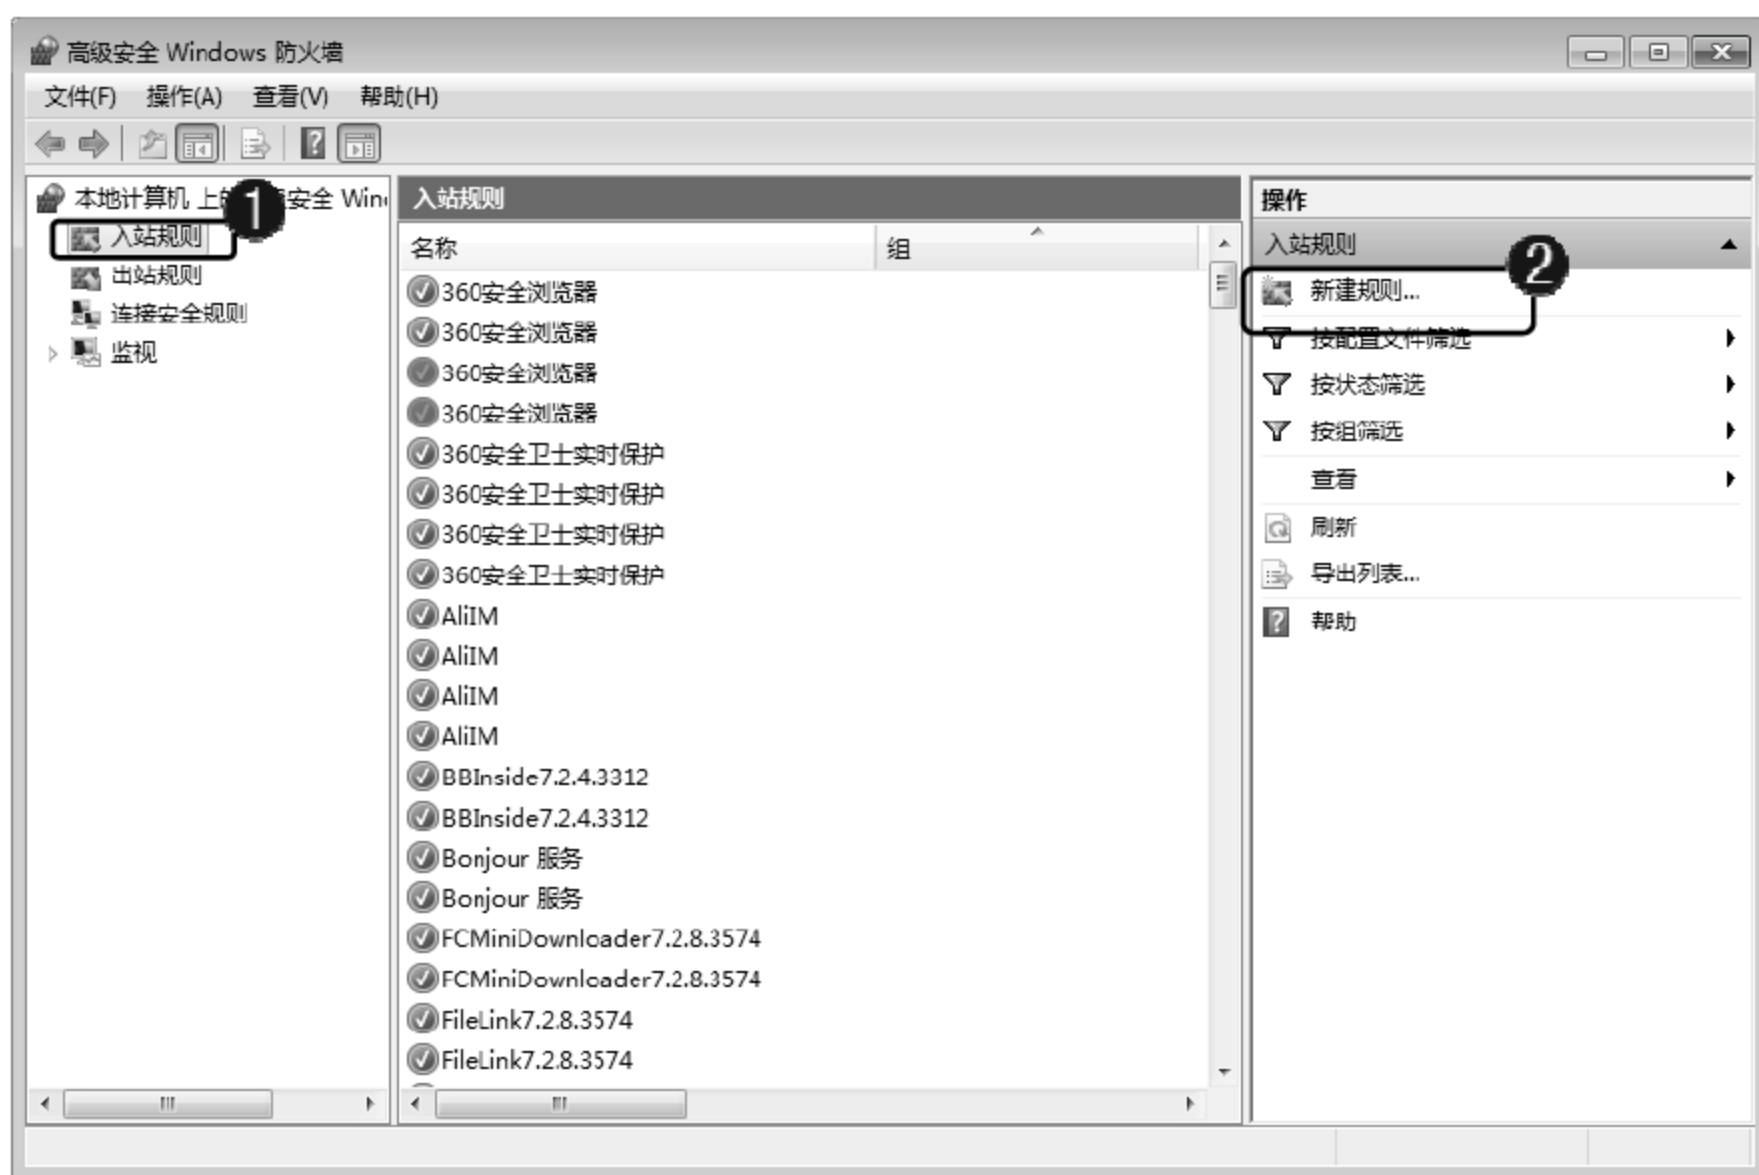 高级安全 Windows 防火墙
文件(F) 操作(A) 查看(V) 帮助(H)
本地计算机 上的 安全 Win
1
入站规则
出站规则
连接安全规则
监视
入站规则
名称 组
360安全浏览器
360安全浏览器
360安全浏览器
360安全浏览器
360安全卫士实时保护
360安全卫士实时保护
360安全卫士实时保护
360安全卫士实时保护
AliIM
AliIM
AliIM
AliIM
BBInside7.2.4.3312
BBInside7.2.4.3312
Bonjour 服务
Bonjour 服务
FCMiniDownloader7.2.8.3574
FCMiniDownloader7.2.8.3574
FileLink7.2.8.3574
FileLink7.2.8.3574
操作
入站规则
2
新建规则...
按配置文件筛选
按状态筛选
按组筛选
查看
刷新
导出列表...
帮助